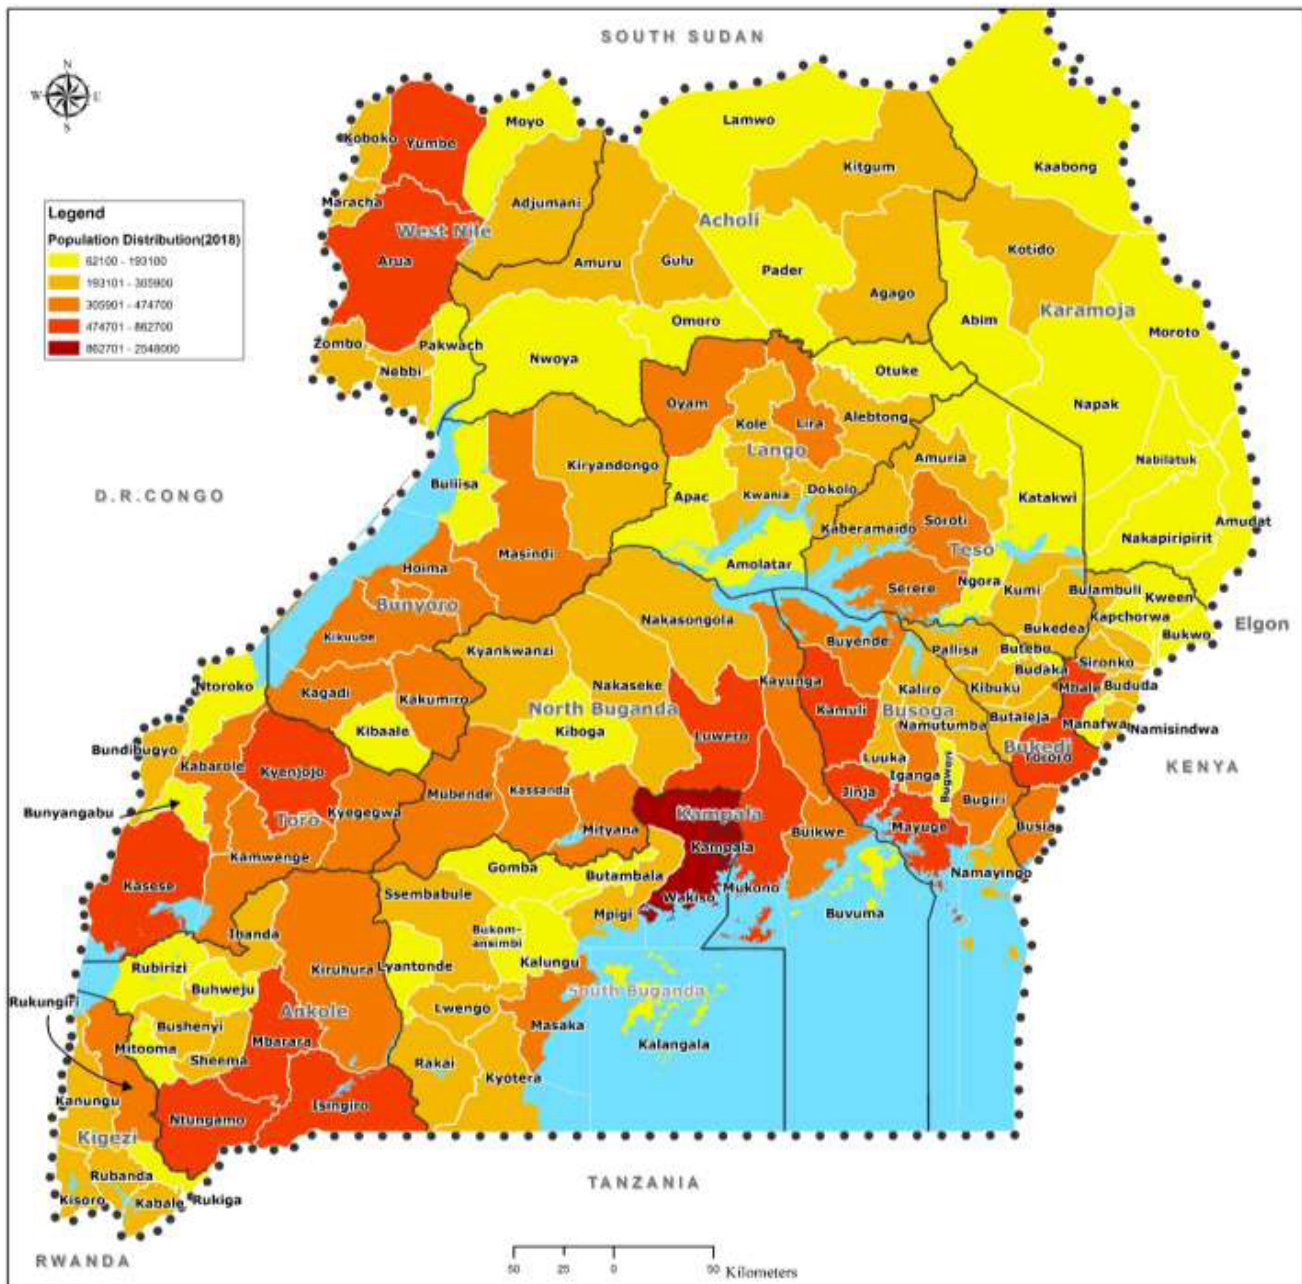 SOUTH SUDAN
N
W E
S
Legend
Population Distribution(2018)
62100 - 193100
193101 - 305900
305901 - 474700
474701 - 862700
862701 - 2548000
Koboko
Yumbe
Moyo
Lamwo
Kaabong
Kitgum
Maracha
Adjumani
West Nile
Acholi
Kotido
Arua
Amuru
Gulu
Pader
Agago
Karamoja
Abim
Moroto
Omoro
Zombo
Pakwach
Nebbi
Nwoya
Otuke
Napak
Oyam
Kole
Lira
Alebtong
Lango
Amuria
Nabilatuk
Kiryandongo
Buliisa
Apac
Kwania
Dokolo
Katakwi
D.R.CONGO
Kaberamaido
Soroti
Amudat
Nakapiripirit
Teso
Masindi
Hoima
Amolatar
Ngora
Serere
Kumi
Bulambuli
Kween
Bunyoro
Nakasongola
Kapchorwa
Elgon
Kikuube
Buyende
Bukedea
Bukwo
Kyankwanzi
Pallisa
Butebo
Sironko
Budaka
Ntoroko
Kagadi
Kakumiro
Nakaseke
Kayunga
Kaliro
Kibuku
Mbale
Bududa
North Buganda
Kamuli
Busoga
Butaleja
Manafwa
Namisindwa
Kibaale
Kiboga
Luwero
Namutumba
Bukedi
Tororo
Bundibugyo
Kabarole
Kyenjojo
Luuka
Iganga
Bugweri
KENYA
Bunyangabu
Mubende
Kassanda
Jinja
Bugiri
Toro
Kyegegwa
Kampala
Mityana
Buikwe
Mayuge
Busia
Kampala
Kamwenge
Gomba
Butambala
Kasese
Ssembabule
Wakiso
Mukono
Namayingo
Mpigi
Buvuma
Ibanda
Bukom-
ansimbi
Rubirizi
Kiruhura
Lyantonde
Kalungu
Buhweju
Rukungiri
Ankole
Lwengo
South Buganda
Bushenyi
Masaka
Mitooma
Mbarara
Kalangala
Sheema
Rakai
Kyotera
Kanungu
Ntungamo
Isingiro
Kigezi
Rubanda
TANZANIA
Kisoro
Kabale
Rukiga
RWANDA
50 25 0 50 Kilometers